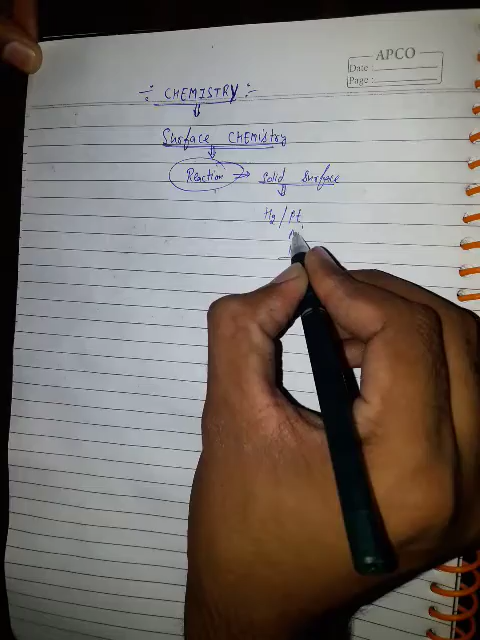 APCO
Date :
Page :
-: CHEMISTRY :-
Surface CHEMistry
Reaction → Solid Surface
H₂ / Pt